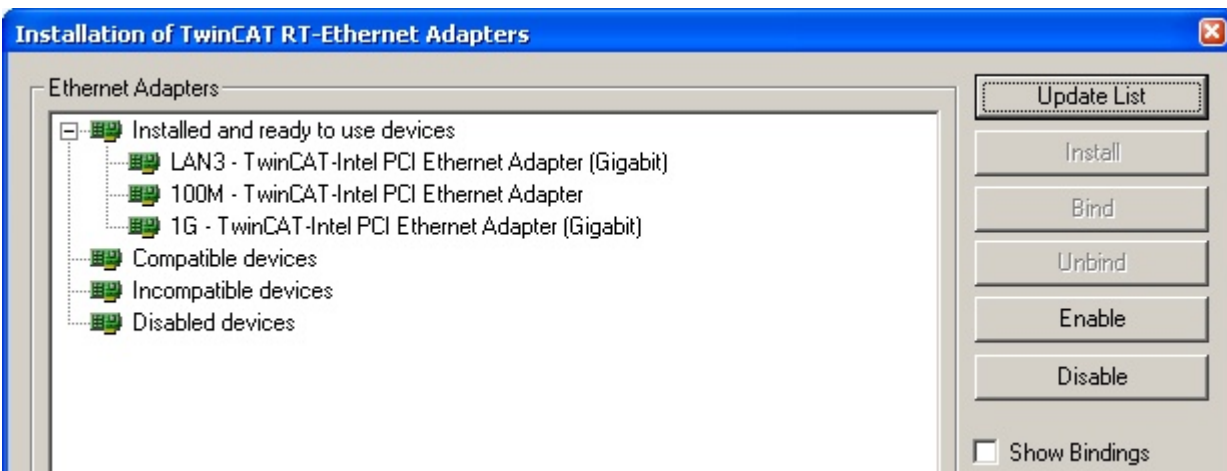 Installation of TwinCAT RT-Ethernet Adapters
Ethernet Adapters
Installed and ready to use devices
LAN3 - TwinCAT-Intel PCI Ethernet Adapter (Gigabit)
100M - TwinCAT-Intel PCI Ethernet Adapter
1G - TwinCAT-Intel PCI Ethernet Adapter (Gigabit)
Compatible devices
Incompatible devices
Disabled devices
Update List
Install
Bind
Unbind
Enable
Disable
Show Bindings